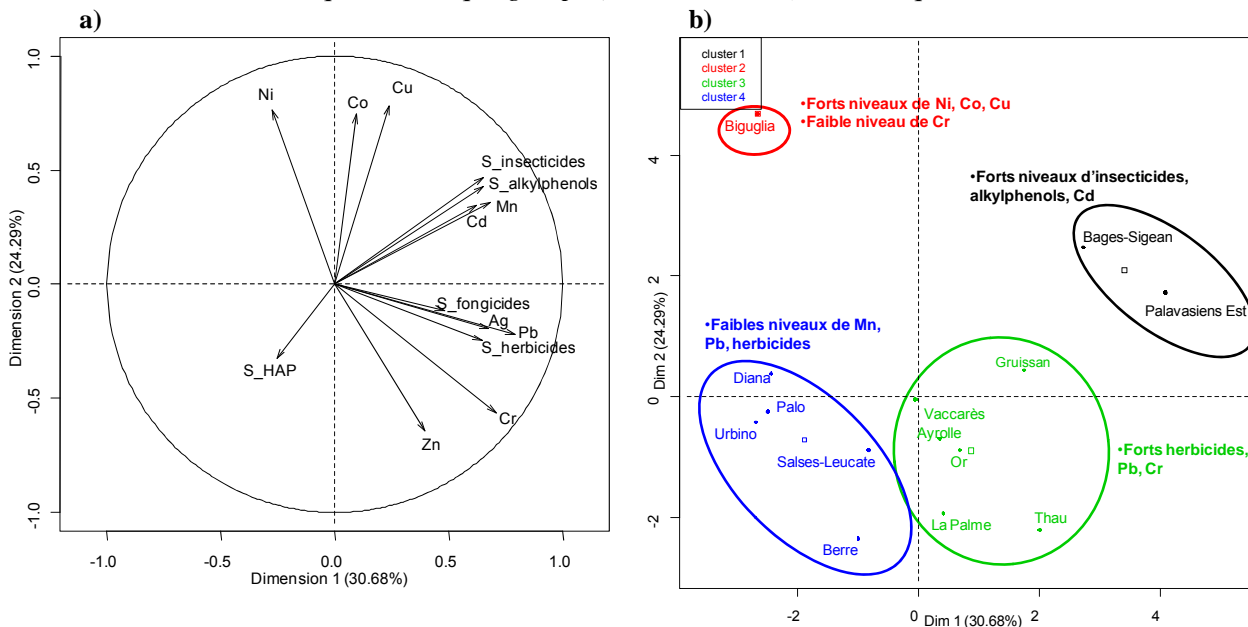 a)
b)
1.0
0.5
0.0
-0.5
-1.0
Dimension 2 (24.29%)
Ni
Co
Cu
S_insecticides
S_alkylphenols
Mn
Cd
S_fongicides
Ag
Pb
S_herbicides
S_HAP
Cr
Zn
-1.0
-0.5
0.0
0.5
1.0
Dimension 1 (30.68%)
cluster 1
cluster 2
cluster 3
cluster 4
Biguglia
•Forts niveaux de Ni, Co, Cu
•Faible niveau de Cr
•Forts niveaux d'insecticides,
alkylphenols, Cd
Bages-Sigean
Palavasiens Est
•Faibles niveaux de Mn,
Pb, herbicides
Diana
Palo
Urbino
Salses-Leucate
Berre
Gruissan
Vaccarès
Ayrolle
Or
La Palme
Thau
•Forts herbicides,
Pb, Cr
4
2
0
-2
Dim 2 (24.29%)
-2
0
2
4
Dim 1 (30.68%)